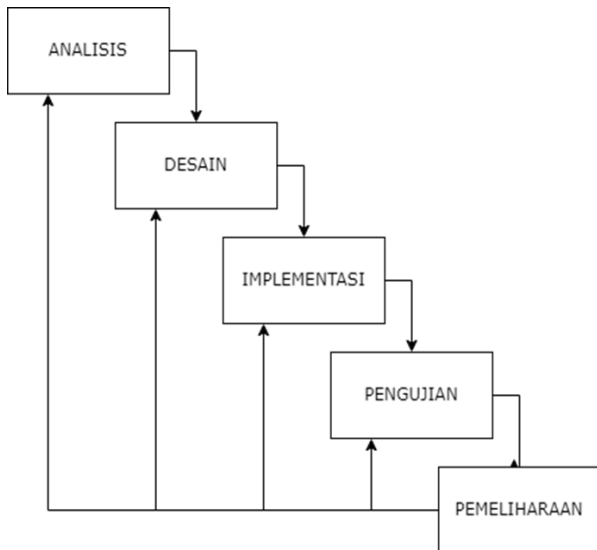 ANALISIS
DESAIN
IMPLEMENTASI
PENGUJIAN
PEMELIHARAAN